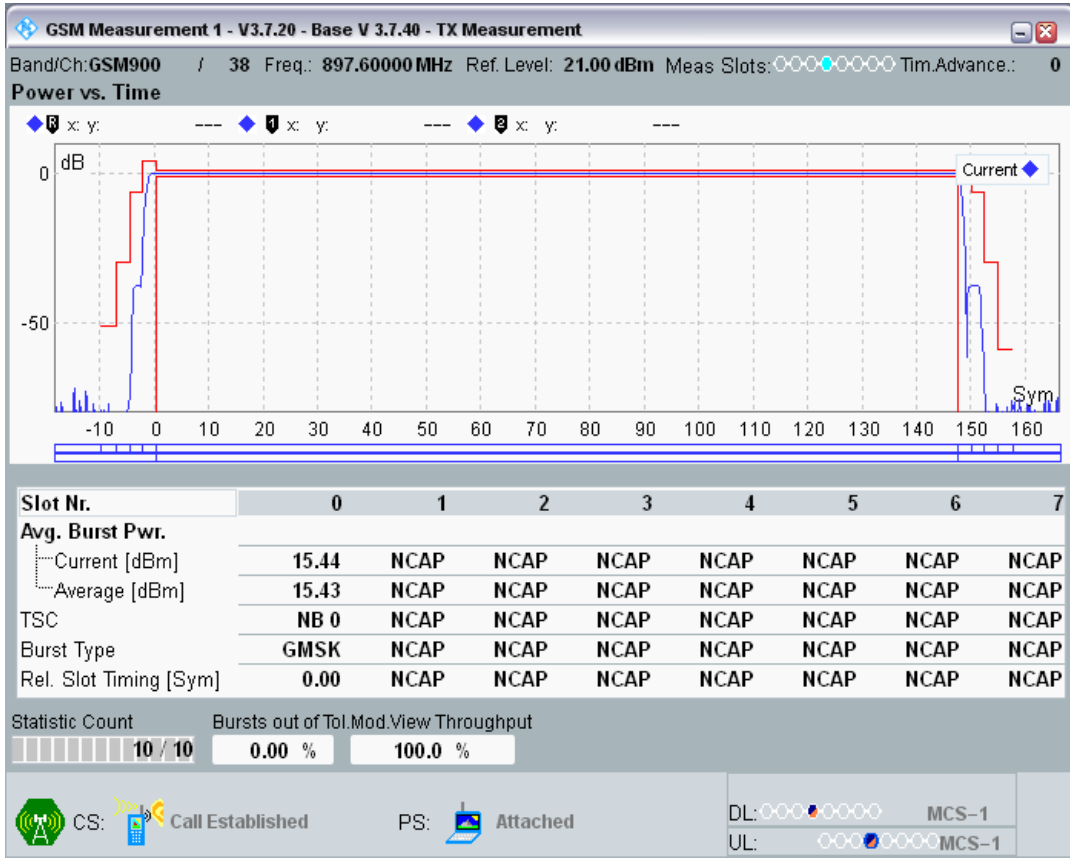 GSM Measurement 1 - V3.7.20 - Base V 3.7.40 - TX Measurement
Band/Ch:GSM900 / 38 Freq.: 897.60000 MHz Ref. Level: 21.00 dBm Meas Slots: Tim.Advance.: 0
Power vs. Time
R x: y: --- 1 x: y: --- 2 x: y: ---
dB
Current
0
-50
Sym
-10 0 10 20 30 40 50 60 70 80 90 100 110 120 130 140 150 160
Slot Nr. 0 1 2 3 4 5 6 7
Avg. Burst Pwr.
Current [dBm] 15.44 NCAP NCAP NCAP NCAP NCAP NCAP NCAP
Average [dBm] 15.43 NCAP NCAP NCAP NCAP NCAP NCAP NCAP
TSC NB 0 NCAP NCAP NCAP NCAP NCAP NCAP NCAP
Burst Type GMSK NCAP NCAP NCAP NCAP NCAP NCAP NCAP
Rel. Slot Timing [Sym] 0.00 NCAP NCAP NCAP NCAP NCAP NCAP NCAP
Statistic Count Bursts out of Tol. Mod.View Throughput
10 / 10 0.00 % 100.0 %
CS: Call Established PS: Attached
DL: MCS-1
UL: MCS-1